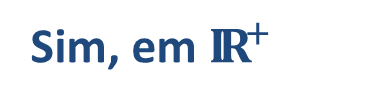 Sim, em ℝ⁺